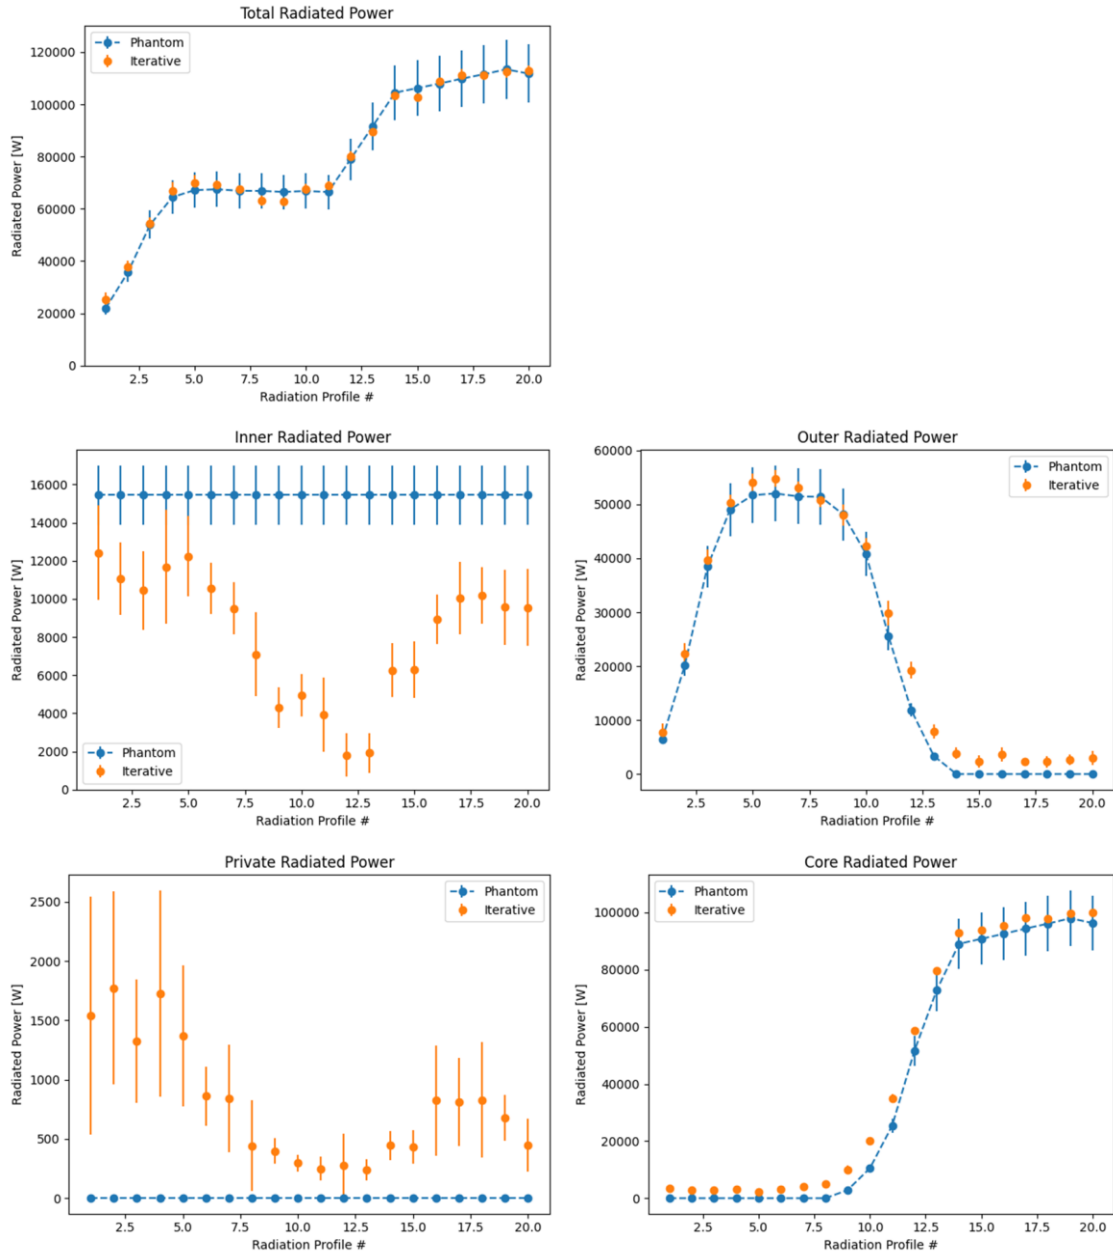 Total Radiated Power
Phantom
Iterative
Radiated Power [W]
120000
100000
80000
60000
40000
20000
0
2.5 5.0 7.5 10.0 12.5 15.0 17.5 20.0
Radiation Profile #
Inner Radiated Power
Radiated Power [W]
16000
14000
12000
10000
8000
6000
4000
2000
0
Phantom
Iterative
2.5 5.0 7.5 10.0 12.5 15.0 17.5 20.0
Radiation Profile #
Outer Radiated Power
Phantom
Iterative
Radiated Power [W]
60000
50000
40000
30000
20000
10000
0
2.5 5.0 7.5 10.0 12.5 15.0 17.5 20.0
Radiation Profile #
Private Radiated Power
Phantom
Iterative
Radiated Power [W]
2500
2000
1500
1000
500
0
2.5 5.0 7.5 10.0 12.5 15.0 17.5 20.0
Radiation Profile #
Core Radiated Power
Phantom
Iterative
Radiated Power [W]
100000
80000
60000
40000
20000
0
2.5 5.0 7.5 10.0 12.5 15.0 17.5 20.0
Radiation Profile #